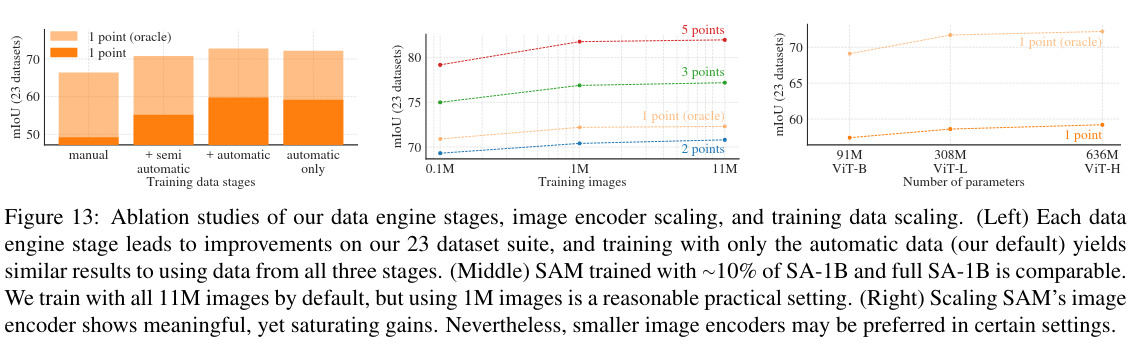 mIoU (23 datasets)
70
60
50
1 point (oracle)
1 point
manual
+ semi
automatic
+ automatic
automatic
only
Training data stages
mIoU (23 datasets)
80
75
70
5 points
3 points
1 point (oracle)
2 points
0.1M
1M
11M
Training images
mIoU (23 datasets)
70
65
60
1 point (oracle)
1 point
91M
ViT-B
308M
ViT-L
636M
ViT-H
Number of parameters
Figure 13: Ablation studies of our data engine stages, image encoder scaling, and training data scaling. (Left) Each data
engine stage leads to improvements on our 23 dataset suite, and training with only the automatic data (our default) yields
similar results to using data from all three stages. (Middle) SAM trained with ∼10% of SA-1B and full SA-1B is comparable.
We train with all 11M images by default, but using 1M images is a reasonable practical setting. (Right) Scaling SAM’s image
encoder shows meaningful, yet saturating gains. Nevertheless, smaller image encoders may be preferred in certain settings.